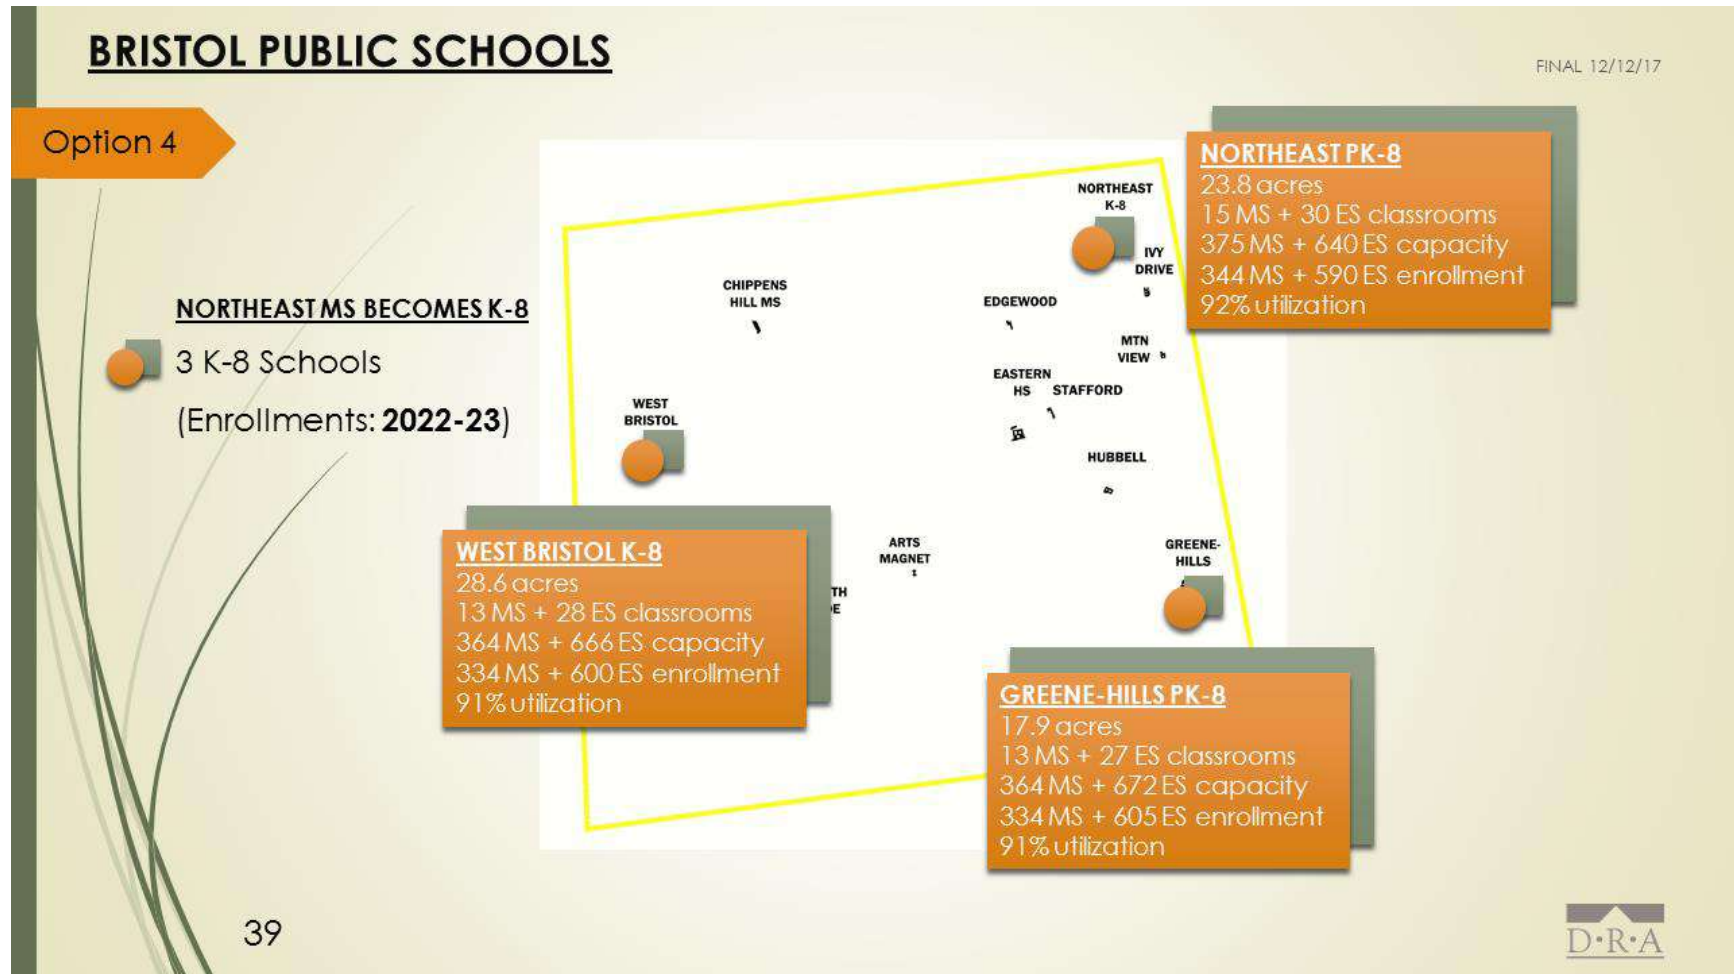 BRISTOL PUBLIC SCHOOLS
FINAL 12/12/17
Option 4
NORTHEAST MS BECOMES K-8
3 K-8 Schools
(Enrollments: 2022-23)
NORTHEAST
K-8
IVY
DRIVE
CHIPPENS
HILL MS
EDGEWOOD
MTN
VIEW
EASTERN
HS
STAFFORD
WEST
BRISTOL
HUBBELL
ARTS
MAGNET
GREENE-
HILLS
TH
E
NORTHEAST PK-8
23.8 acres
15 MS + 30 ES classrooms
375 MS + 640 ES capacity
344 MS + 590 ES enrollment
92% utilization
WEST BRISTOL K-8
28.6 acres
13 MS + 28 ES classrooms
364 MS + 666 ES capacity
334 MS + 600 ES enrollment
91% utilization
GREENE-HILLS PK-8
17.9 acres
13 MS + 27 ES classrooms
364 MS + 672 ES capacity
334 MS + 605 ES enrollment
91% utilization
39
D•R•A